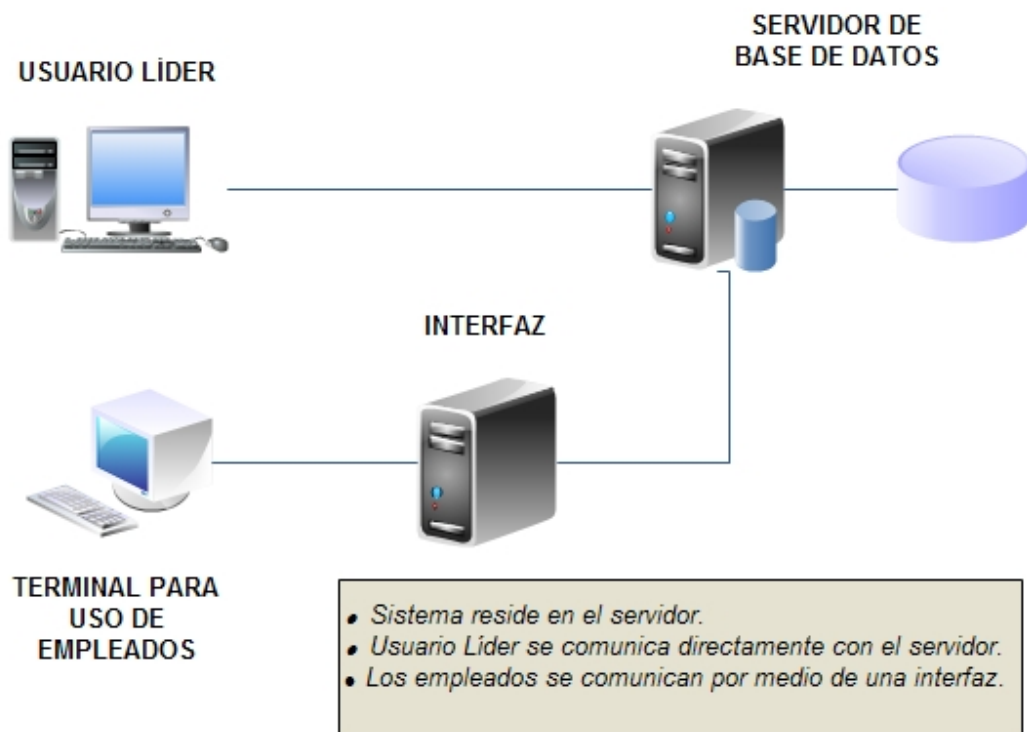 SERVIDOR DE
BASE DE DATOS
USUARIO LÍDER
INTERFAZ
TERMINAL PARA
USO DE
EMPLEADOS
• Sistema reside en el servidor.
• Usuario Líder se comunica directamente con el servidor.
• Los empleados se comunican por medio de una interfaz.